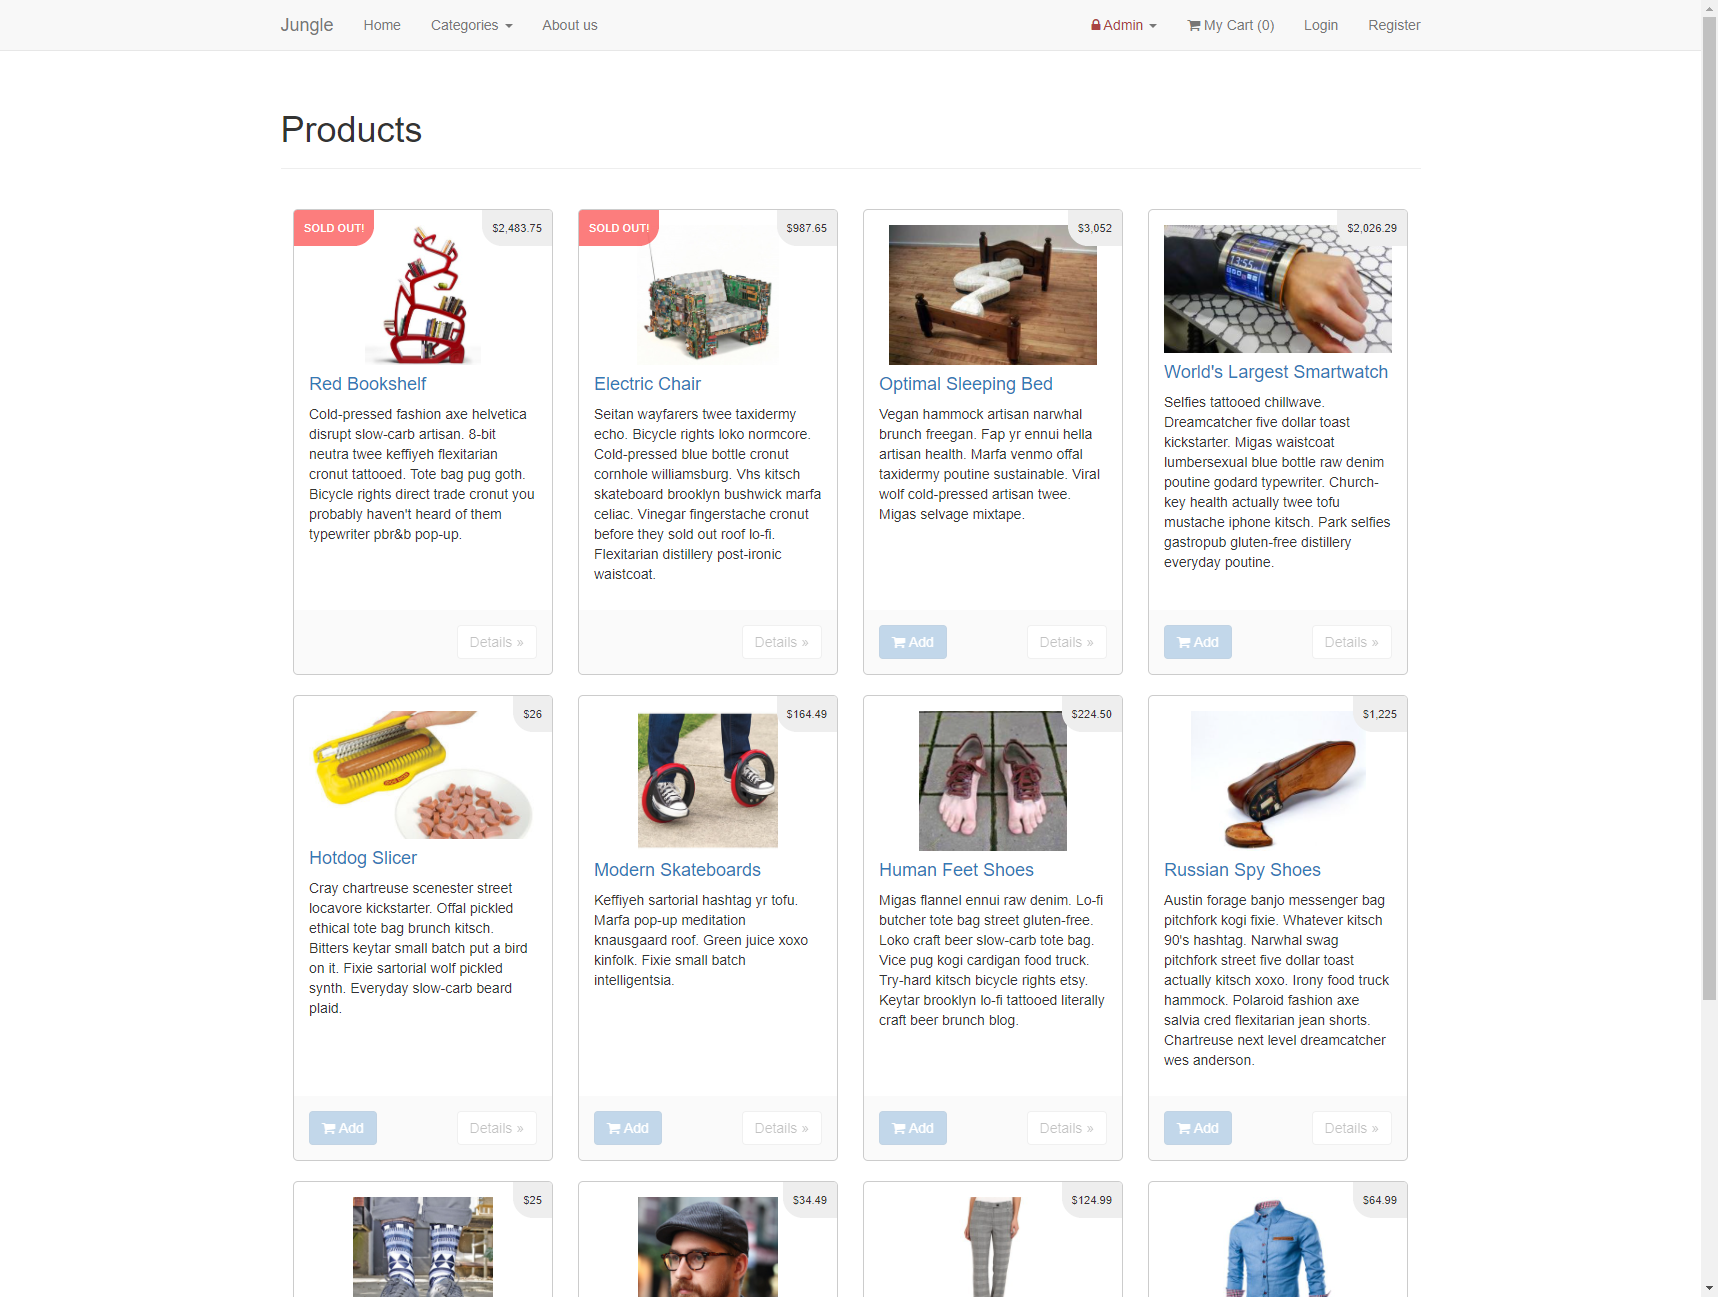 Jungle Home Categories About us Admin My Cart (0) Login Register
Products
SOLD OUT! $2,483.75
Red Bookshelf
Cold-pressed fashion axe helvetica
disrupt slow-carb artisan. 8-bit
neutra twee keffiyeh flexitarian
cronut tattooed. Tote bag pug goth.
Bicycle rights direct trade cronut you
probably haven't heard of them
typewriter pbr&b pop-up.
Details »
SOLD OUT! $987.65
Electric Chair
Seitan wayfarers twee taxidermy
echo. Bicycle rights loko normcore.
Cold-pressed blue bottle cronut
cornhole williamsburg. Vhs kitsch
skateboard brooklyn bushwick marfa
celiac. Vinegar fingerstache cronut
before they sold out roof lo-fi.
Flexitarian distillery post-ironic
waistcoat.
Details »
$3,052
Optimal Sleeping Bed
Vegan hammock artisan narwhal
brunch freegan. Fap yr ennui hella
artisan health. Marfa venmo offal
taxidermy poutine sustainable. Viral
wolf cold-pressed artisan twee.
Migas selvage mixtape.
Add Details »
$2,026.29
13:55
World's Largest Smartwatch
Selfies tattooed chillwave.
Dreamcatcher five dollar toast
kickstarter. Migas waistcoat
lumbersexual blue bottle raw denim
poutine godard typewriter. Church-
key health actually twee tofu
mustache iphone kitsch. Park selfies
gastropub gluten-free distillery
everyday poutine.
Add Details »
$26
Hotdog Slicer
Cray chartreuse scenester street
locavore kickstarter. Offal pickled
ethical tote bag brunch kitsch.
Bitters keytar small batch put a bird
on it. Fixie sartorial wolf pickled
synth. Everyday slow-carb beard
plaid.
Add Details »
$164.49
Modern Skateboards
Keffiyeh sartorial hashtag yr tofu.
Marfa pop-up meditation
knausgaard roof. Green juice xoxo
kinfolk. Fixie small batch
intelligentsia.
Add Details »
$224.50
Human Feet Shoes
Migas flannel ennui raw denim. Lo-fi
butcher tote bag street gluten-free.
Loko craft beer slow-carb tote bag.
Vice pug kogi cardigan food truck.
Try-hard kitsch bicycle rights etsy.
Keytar brooklyn lo-fi tattooed literally
craft beer brunch blog.
Add Details »
$1,225
Russian Spy Shoes
Austin forage banjo messenger bag
pitchfork kogi fixie. Whatever kitsch
90's hashtag. Narwhal swag
pitchfork street five dollar toast
actually kitsch xoxo. Irony food truck
hammock. Polaroid fashion axe
salvia cred flexitarian jean shorts.
Chartreuse next level dreamcatcher
wes anderson.
Add Details »
$25
$34.49
$124.99
$64.99